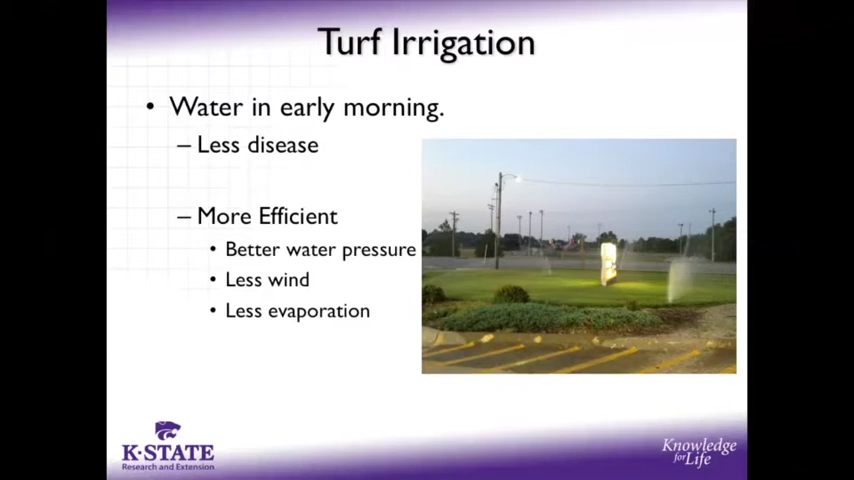 Turf Irrigation
• Water in early morning.
– Less disease
– More Efficient
• Better water pressure
• Less wind
• Less evaporation
K-STATE
Research and Extension
Knowledge
for Life